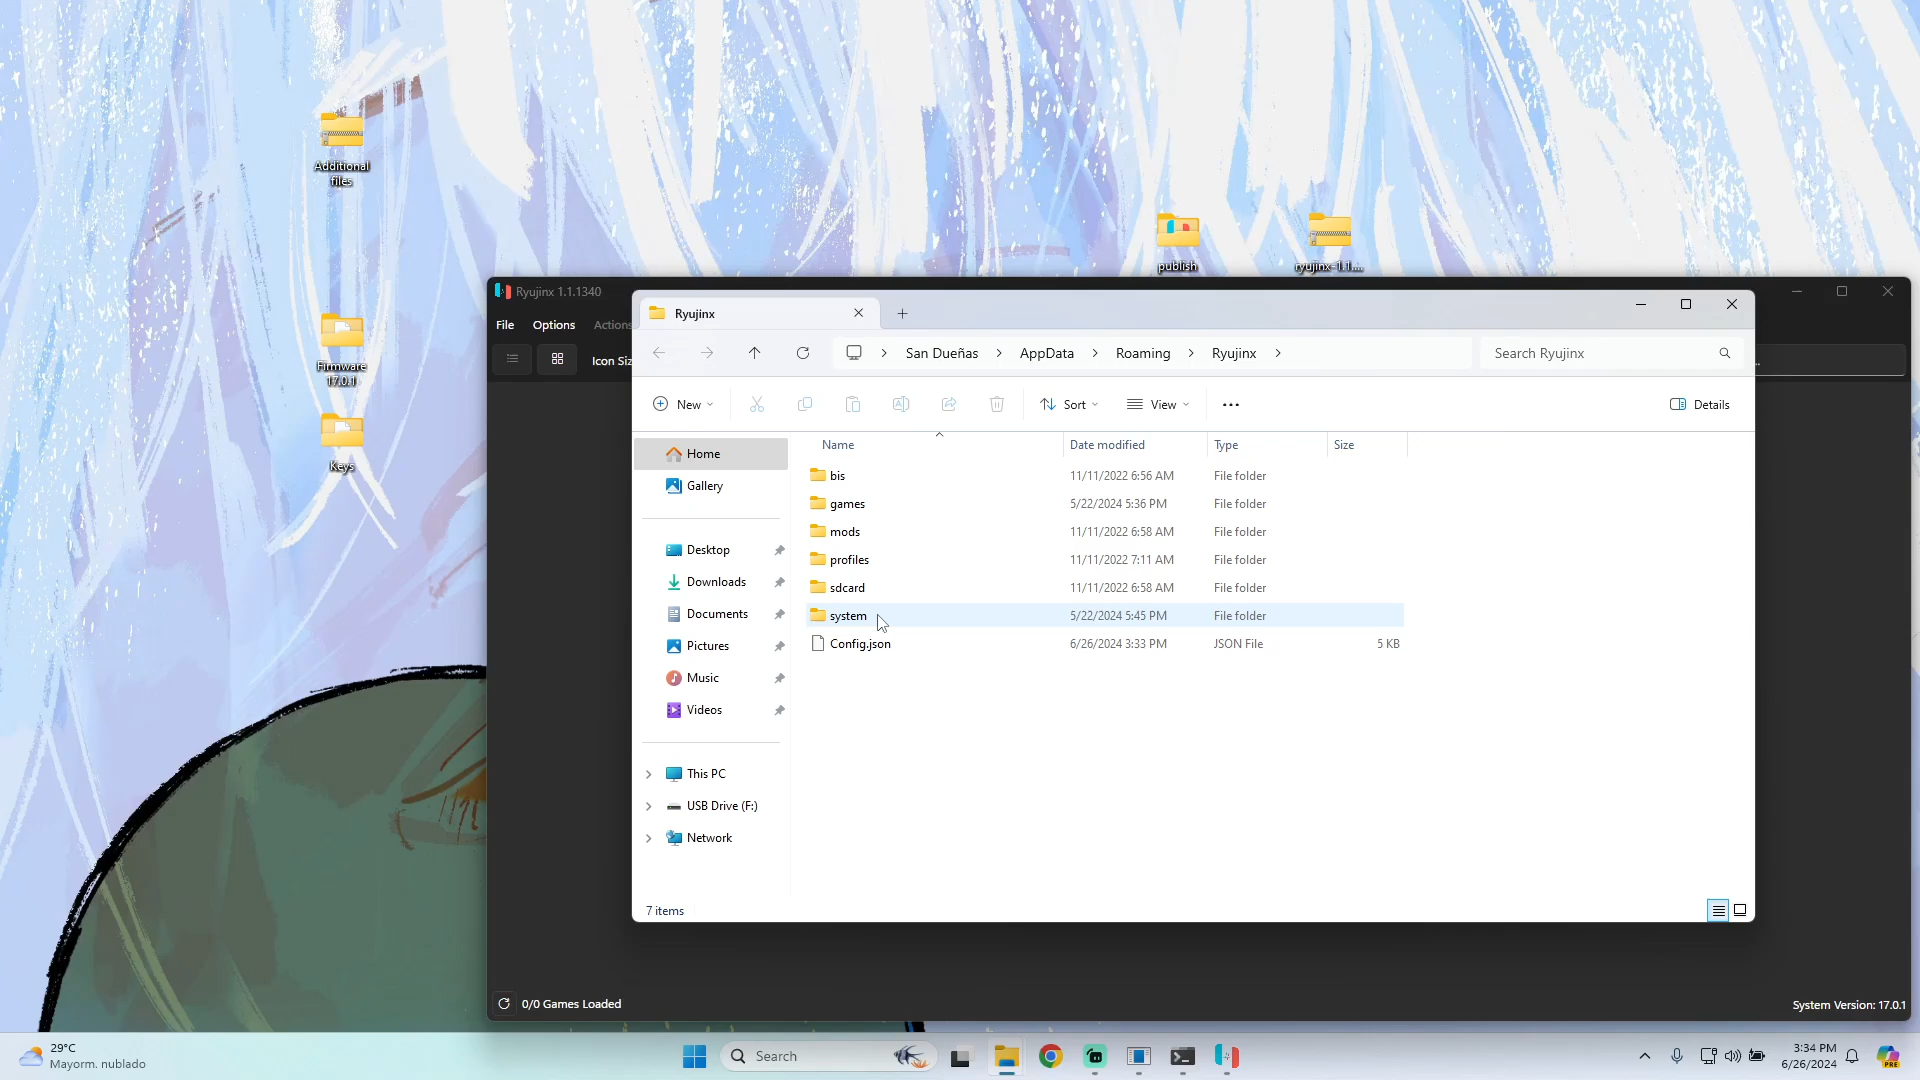 Additional
files
Firmware
17.0.1
Keys
publish
ryujinx-1.1....
Ryujinx 1.1.1340
File
Options
Actions
Icon Siz
Ryujinx
San Dueñas
AppData
Roaming
Ryujinx
Search Ryujinx
New
Sort
View
Details
Name
Date modified
Type
Size
Home
Gallery
Desktop
Downloads
Documents
Pictures
Music
Videos
This PC
USB Drive (F:)
Network
bis 11/11/2022 6:56 AM File folder
games 5/22/2024 5:36 PM File folder
mods 11/11/2022 6:58 AM File folder
profiles 11/11/2022 7:11 AM File folder
sdcard 11/11/2022 6:58 AM File folder
system 5/22/2024 5:45 PM File folder
Config.json 6/26/2024 3:33 PM JSON File 5 KB
7 items
0/0 Games Loaded
System Version: 17.0.1
29°C
Mayorm. nublado
Search
3:34 PM
6/26/2024
PRE